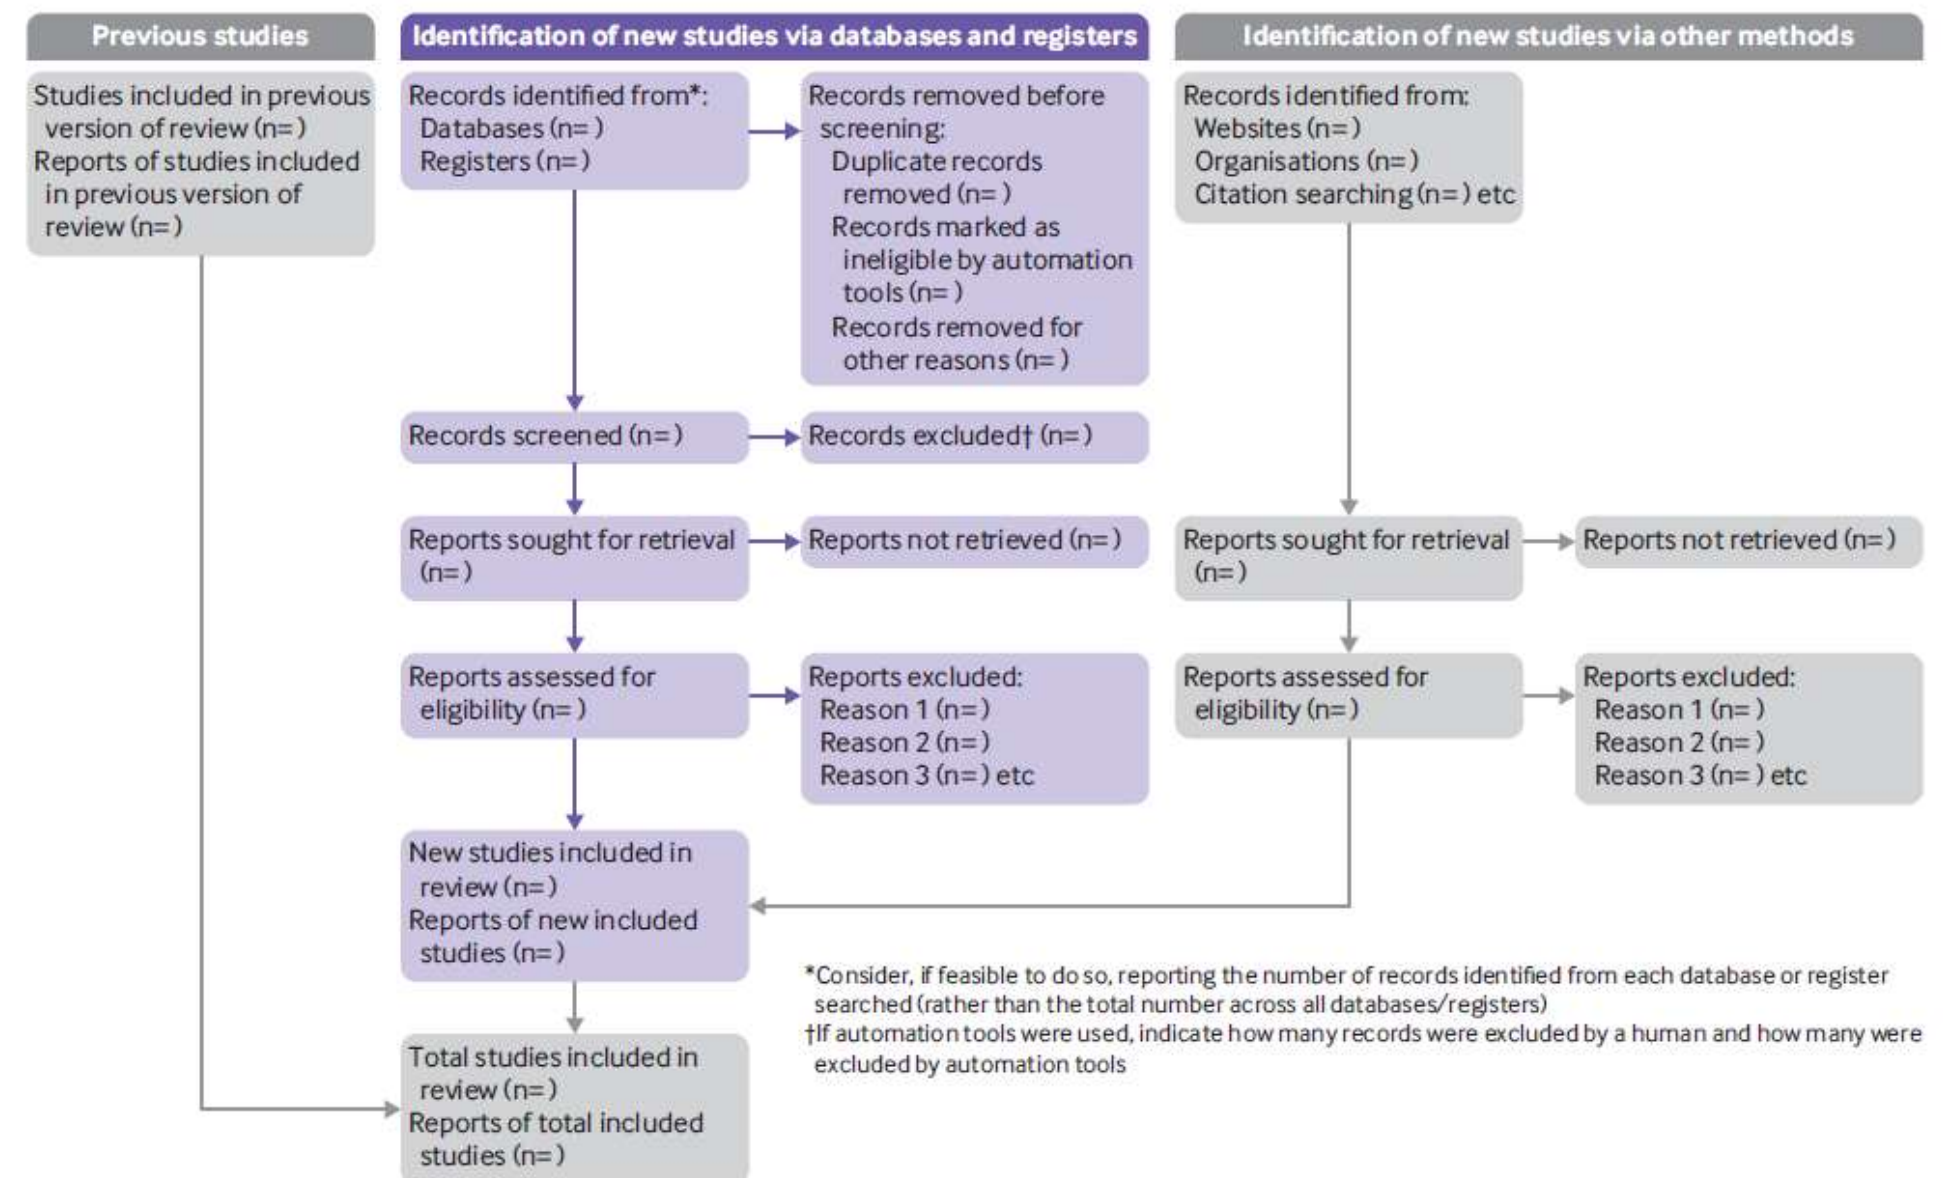 Previous studies
Identification of new studies via databases and registers
Identification of new studies via other methods
Studies included in previous
version of review (n= )
Reports of studies included
in previous version of
review (n= )
Records identified from*:
Databases (n= )
Registers (n= )
Records removed before
screening:
Duplicate records
removed (n= )
Records marked as
ineligible by automation
tools (n= )
Records removed for
other reasons (n= )
Records identified from:
Websites (n= )
Organisations (n= )
Citation searching (n= ) etc
Records screened (n= )
Records excluded† (n= )
Reports sought for retrieval
(n= )
Reports not retrieved (n= )
Reports sought for retrieval
(n= )
Reports not retrieved (n= )
Reports assessed for
eligibility (n= )
Reports excluded:
Reason 1 (n= )
Reason 2 (n= )
Reason 3 (n= ) etc
Reports assessed for
eligibility (n= )
Reports excluded:
Reason 1 (n= )
Reason 2 (n= )
Reason 3 (n= ) etc
New studies included in
review (n= )
Reports of new included
studies (n= )
*Consider, if feasible to do so, reporting the number of records identified from each database or register
searched (rather than the total number across all databases/registers)
†If automation tools were used, indicate how many records were excluded by a human and how many were
excluded by automation tools
Total studies included in
review (n= )
Reports of total included
studies (n= )